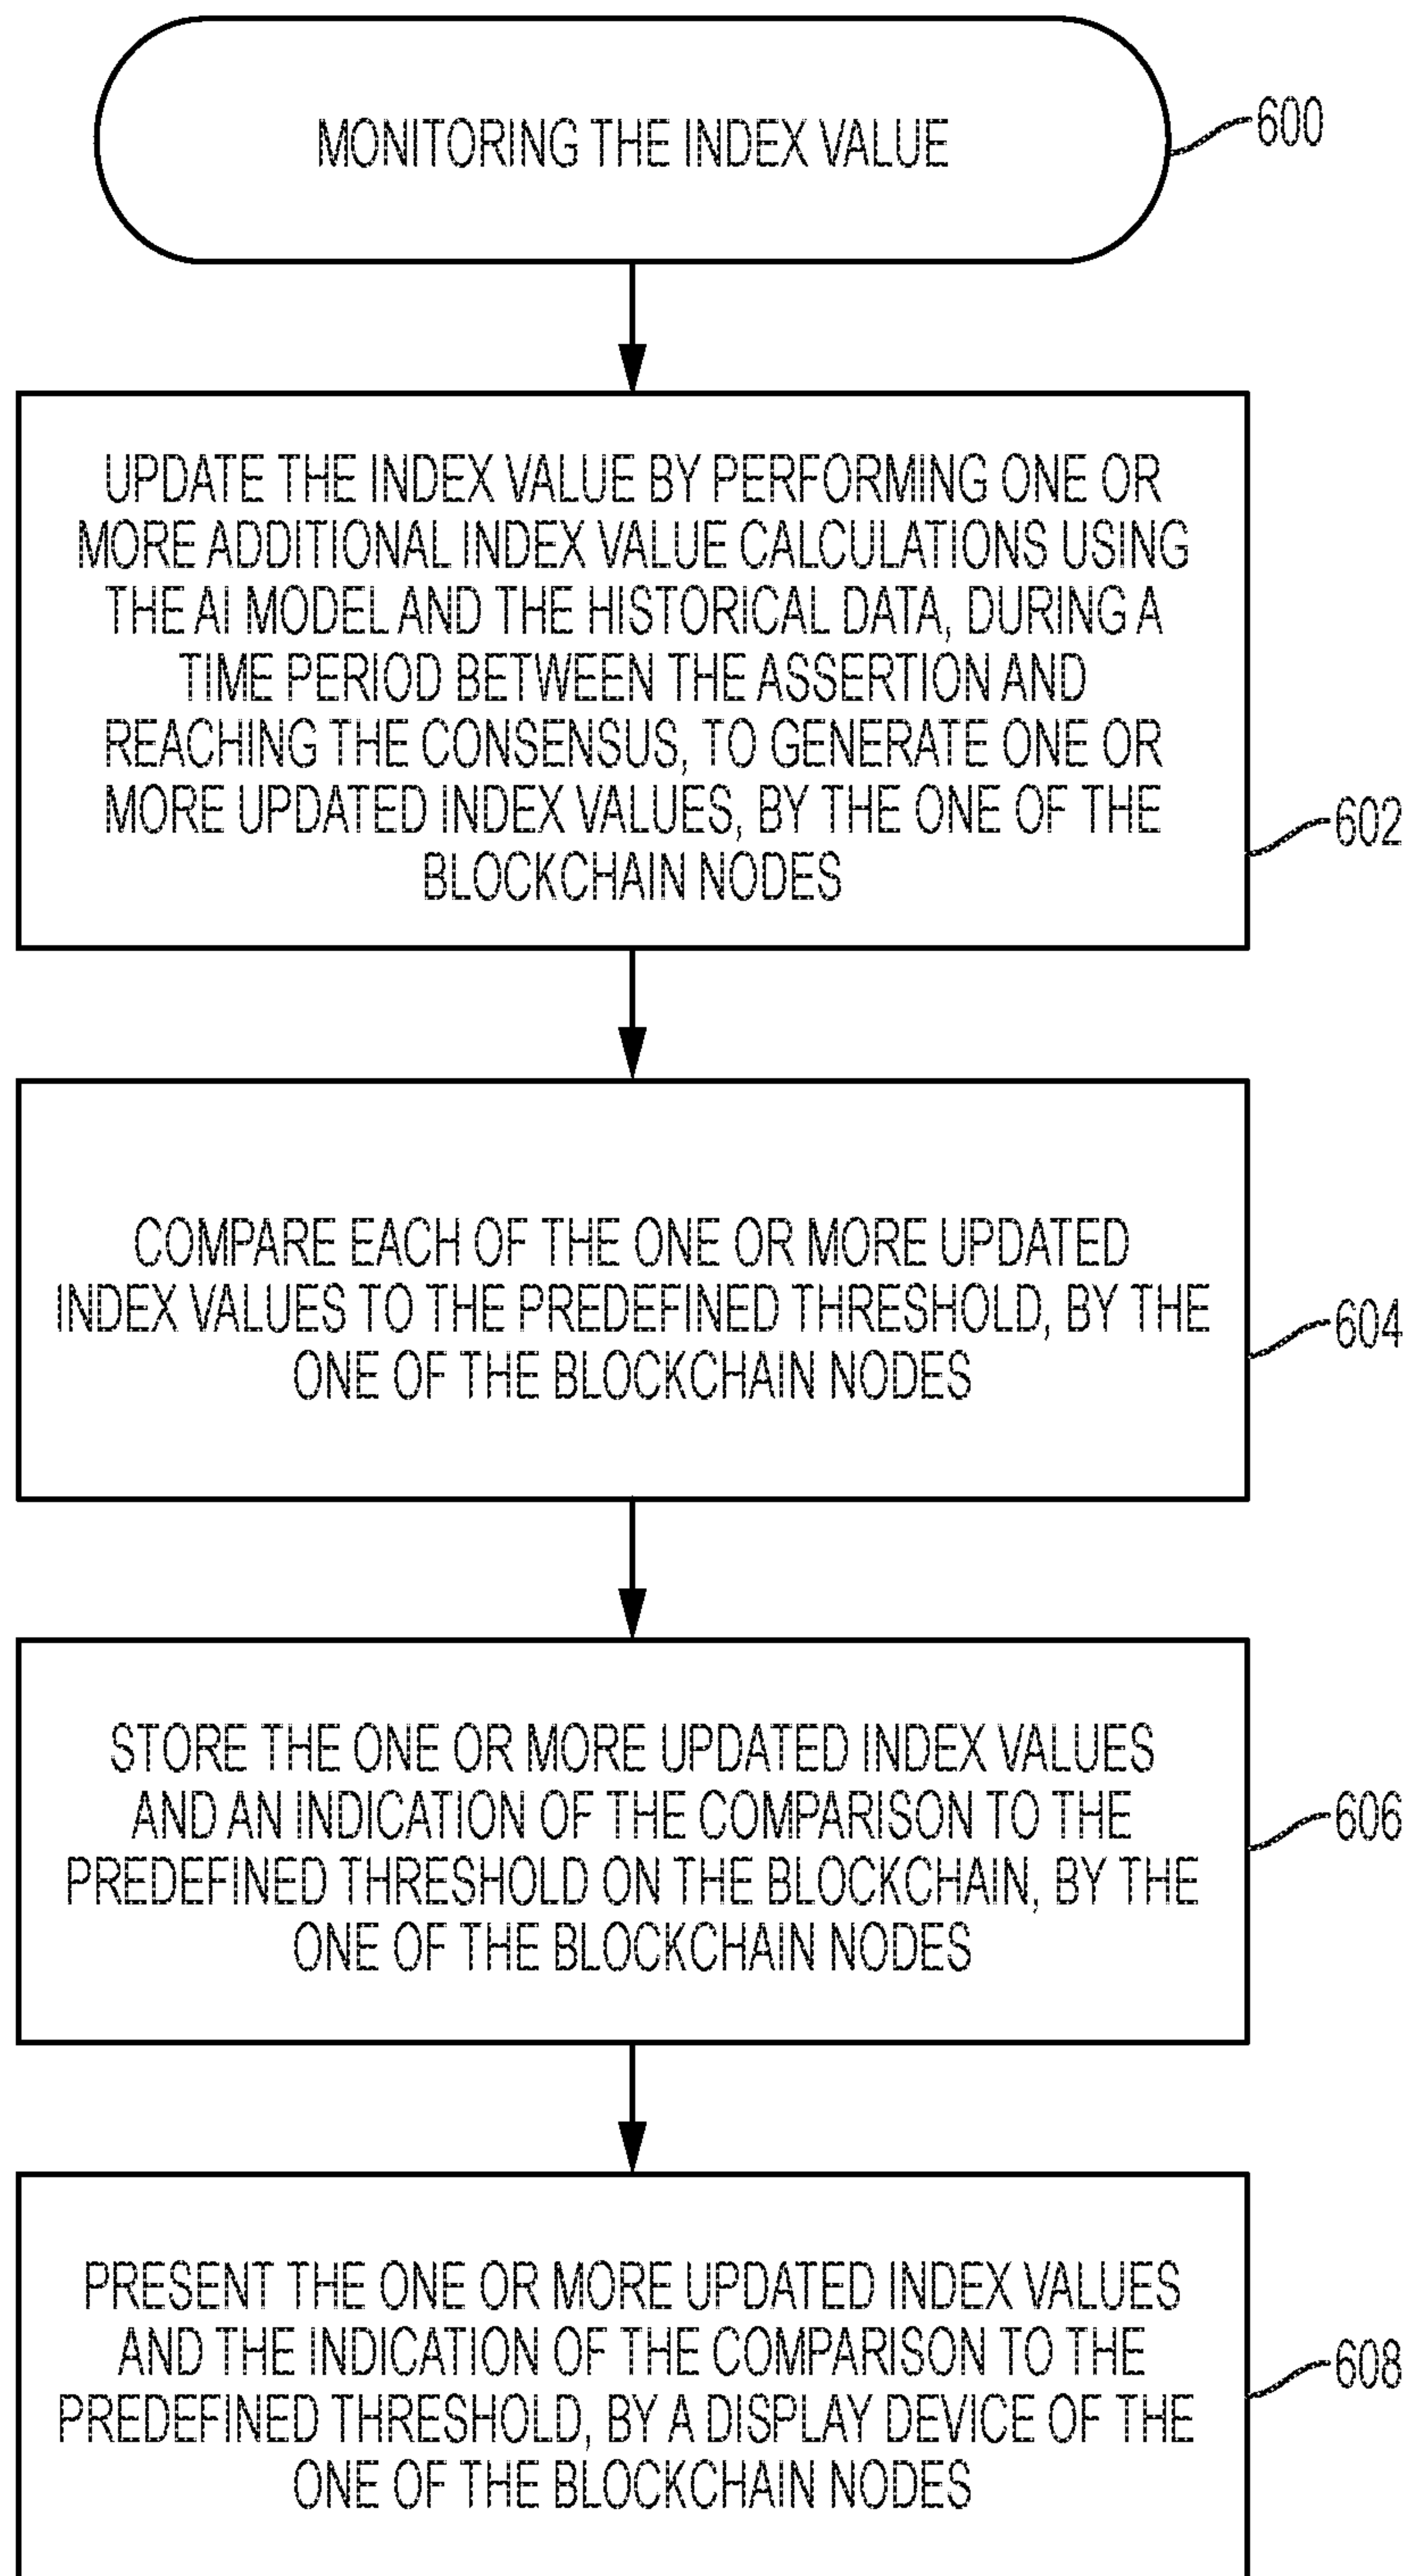 MONITORING THE INDEX VALUE
600
UPDATE THE INDEX VALUE BY PERFORMING ONE OR
MORE ADDITIONAL INDEX VALUE CALCULATIONS USING
THE AI MODEL AND THE HISTORICAL DATA, DURING A
TIME PERIOD BETWEEN THE ASSERTION AND
REACHING THE CONSENSUS, TO GENERATE ONE OR
MORE UPDATED INDEX VALUES, BY THE ONE OF THE
BLOCKCHAIN NODES
602
COMPARE EACH OF THE ONE OR MORE UPDATED
INDEX VALUES TO THE PREDEFINED THRESHOLD, BY THE
ONE OF THE BLOCKCHAIN NODES
604
STORE THE ONE OR MORE UPDATED INDEX VALUES
AND AN INDICATION OF THE COMPARISON TO THE
PREDEFINED THRESHOLD ON THE BLOCKCHAIN, BY THE
ONE OF THE BLOCKCHAIN NODES
606
PRESENT THE ONE OR MORE UPDATED INDEX VALUES
AND THE INDICATION OF THE COMPARISON TO THE
PREDEFINED THRESHOLD, BY A DISPLAY DEVICE OF THE
ONE OF THE BLOCKCHAIN NODES
608